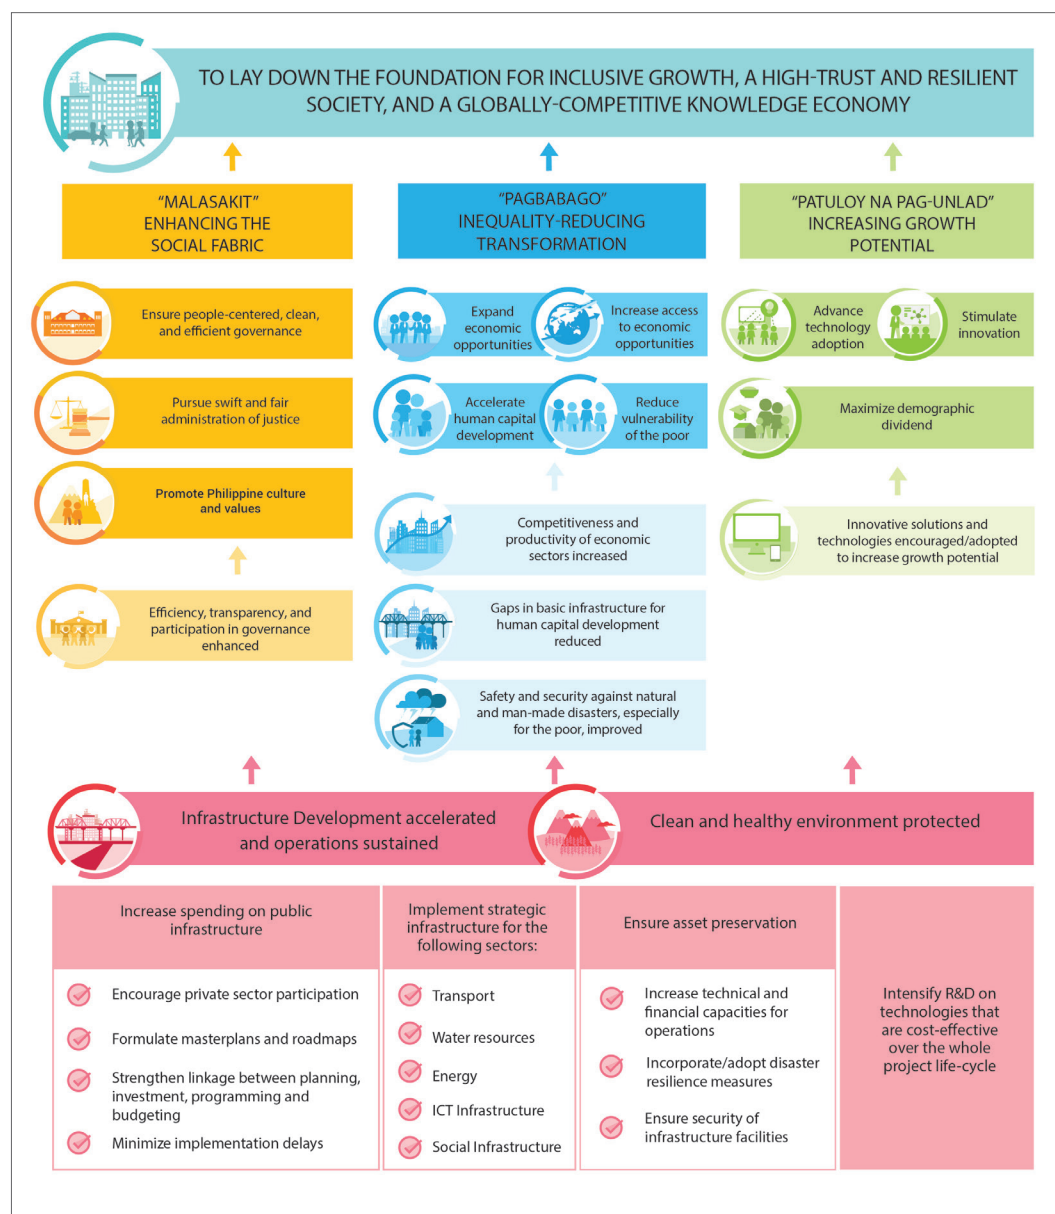 TO LAY DOWN THE FOUNDATION FOR INCLUSIVE GROWTH, A HIGH-TRUST AND RESILIENT
SOCIETY, AND A GLOBALLY-COMPETITIVE KNOWLEDGE ECONOMY
“MALASAKIT”
ENHANCING THE
SOCIAL FABRIC
Ensure people-centered, clean,
and efficient governance
Pursue swift and fair
administration of justice
Promote Philippine culture
and values
Efficiency, transparency, and
participation in governance
enhanced
“PAGBABAGO”
INEQUALITY-REDUCING
TRANSFORMATION
Expand
economic
opportunities
Increase access
to economic
opportunities
Accelerate
human capital
development
Reduce
vulnerability
of the poor
Competitiveness and
productivity of economic
sectors increased
Gaps in basic infrastructure for
human capital development
reduced
Safety and security against natural
and man-made disasters, especially
for the poor, improved
“PATULOY NA PAG-UNLAD”
INCREASING GROWTH
POTENTIAL
Advance
technology
adoption
Stimulate
innovation
Maximize demographic
dividend
Innovative solutions and
technologies encouraged/adopted
to increase growth potential
Infrastructure Development accelerated
and operations sustained
Clean and healthy environment protected
Increase spending on public
infrastructure
Encourage private sector participation
Formulate masterplans and roadmaps
Strengthen linkage between planning,
investment, programming and
budgeting
Minimize implementation delays
Implement strategic
infrastructure for the
following sectors:
Transport
Water resources
Energy
ICT Infrastructure
Social Infrastructure
Ensure asset preservation
Increase technical and
financial capacities for
operations
Incorporate/adopt disaster
resilience measures
Ensure security of
infrastructure facilities
Intensify R&D on
technologies that
are cost-effective
over the whole
project life-cycle